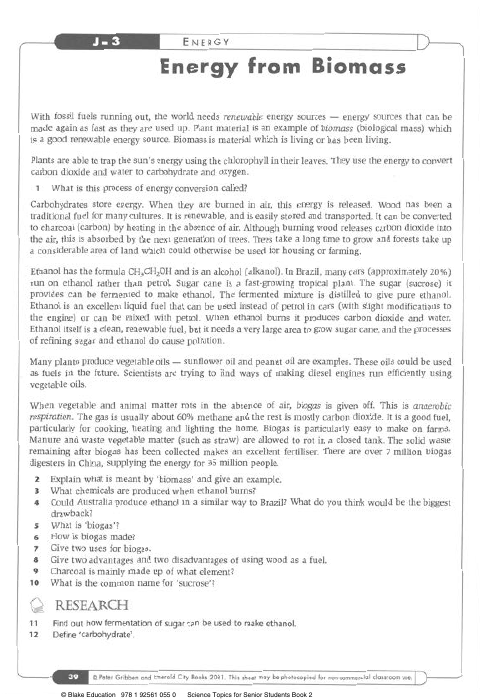 J-3 ENERGY
Energy from Biomass
With fossil fuels running out, the world needs renewable energy sources — energy sources that can be
made again as fast as they are used up. Plant material is an example of biomass (biological mass) which
is a good renewable energy source. Biomass is material which is living or has been living.
Plants are able to trap the sun's energy using the chlorophyll in their leaves. They use the energy to convert
carbon dioxide and water to carbohydrate and oxygen.
1 What is this process of energy conversion called?
Carbohydrates store energy. When they are burned in air, this energy is released. Wood has been a
traditional fuel for many cultures. It is renewable, and is easily stored and transported. It can be converted
to charcoal (carbon) by heating in the absence of air. Although burning wood releases carbon dioxide into
the air, this is absorbed by the next generation of trees. Trees take a long time to grow and forests take up
a considerable area of land which could otherwise be used for housing or farming.
Ethanol has the formula CH₃CH₂OH and is an alcohol (alkanol). In Brazil, many cars (approximately 20%)
run on ethanol rather than petrol. Sugar cane is a fast-growing tropical plant. The sugar (sucrose) it
provides can be fermented to make ethanol. The fermented mixture is distilled to give pure ethanol.
Ethanol is an excellent liquid fuel that can be used instead of petrol in cars (with slight modifications to
the engine) or can be mixed with petrol. When ethanol burns it produces carbon dioxide and water.
Ethanol itself is a clean, renewable fuel, but it needs a very large area to grow sugar cane, and the processes
of refining sugar and ethanol do cause pollution.
Many plants produce vegetable oils — sunflower oil and peanut oil are examples. These oils could be used
as fuels in the future. Scientists are trying to find ways of making diesel engines run efficiently using
vegetable oils.
When vegetable and animal matter rots in the absence of air, biogas is given off. This is anaerobic
respiration. The gas is usually about 60% methane and the rest is mostly carbon dioxide. It is a good fuel,
particularly for cooking, heating and lighting the home. Biogas is particularly easy to make on farms.
Manure and waste vegetable matter (such as straw) are allowed to rot in a closed tank. The solid waste
remaining after biogas has been collected makes an excellent fertiliser. There are over 7 million biogas
digesters in China, supplying the energy for 35 million people.
2 Explain what is meant by 'biomass' and give an example.
3 What chemicals are produced when ethanol burns?
4 Could Australia produce ethanol in a similar way to Brazil? What do you think would be the biggest
drawback?
5 What is 'biogas'?
6 How is biogas made?
7 Give two uses for biogas.
8 Give two advantages and two disadvantages of using wood as a fuel.
9 Charcoal is mainly made up of what element?
10 What is the common name for 'sucrose'?
RESEARCH
11 Find out how fermentation of sugar can be used to make ethanol.
12 Define 'carbohydrate'.
39 © Peter Gribben and Emerald City Books 2001. This sheet may be photocopied for non-commercial classroom use.
© Blake Education 978 1 92561 055 0 Science Topics for Senior Students Book 2